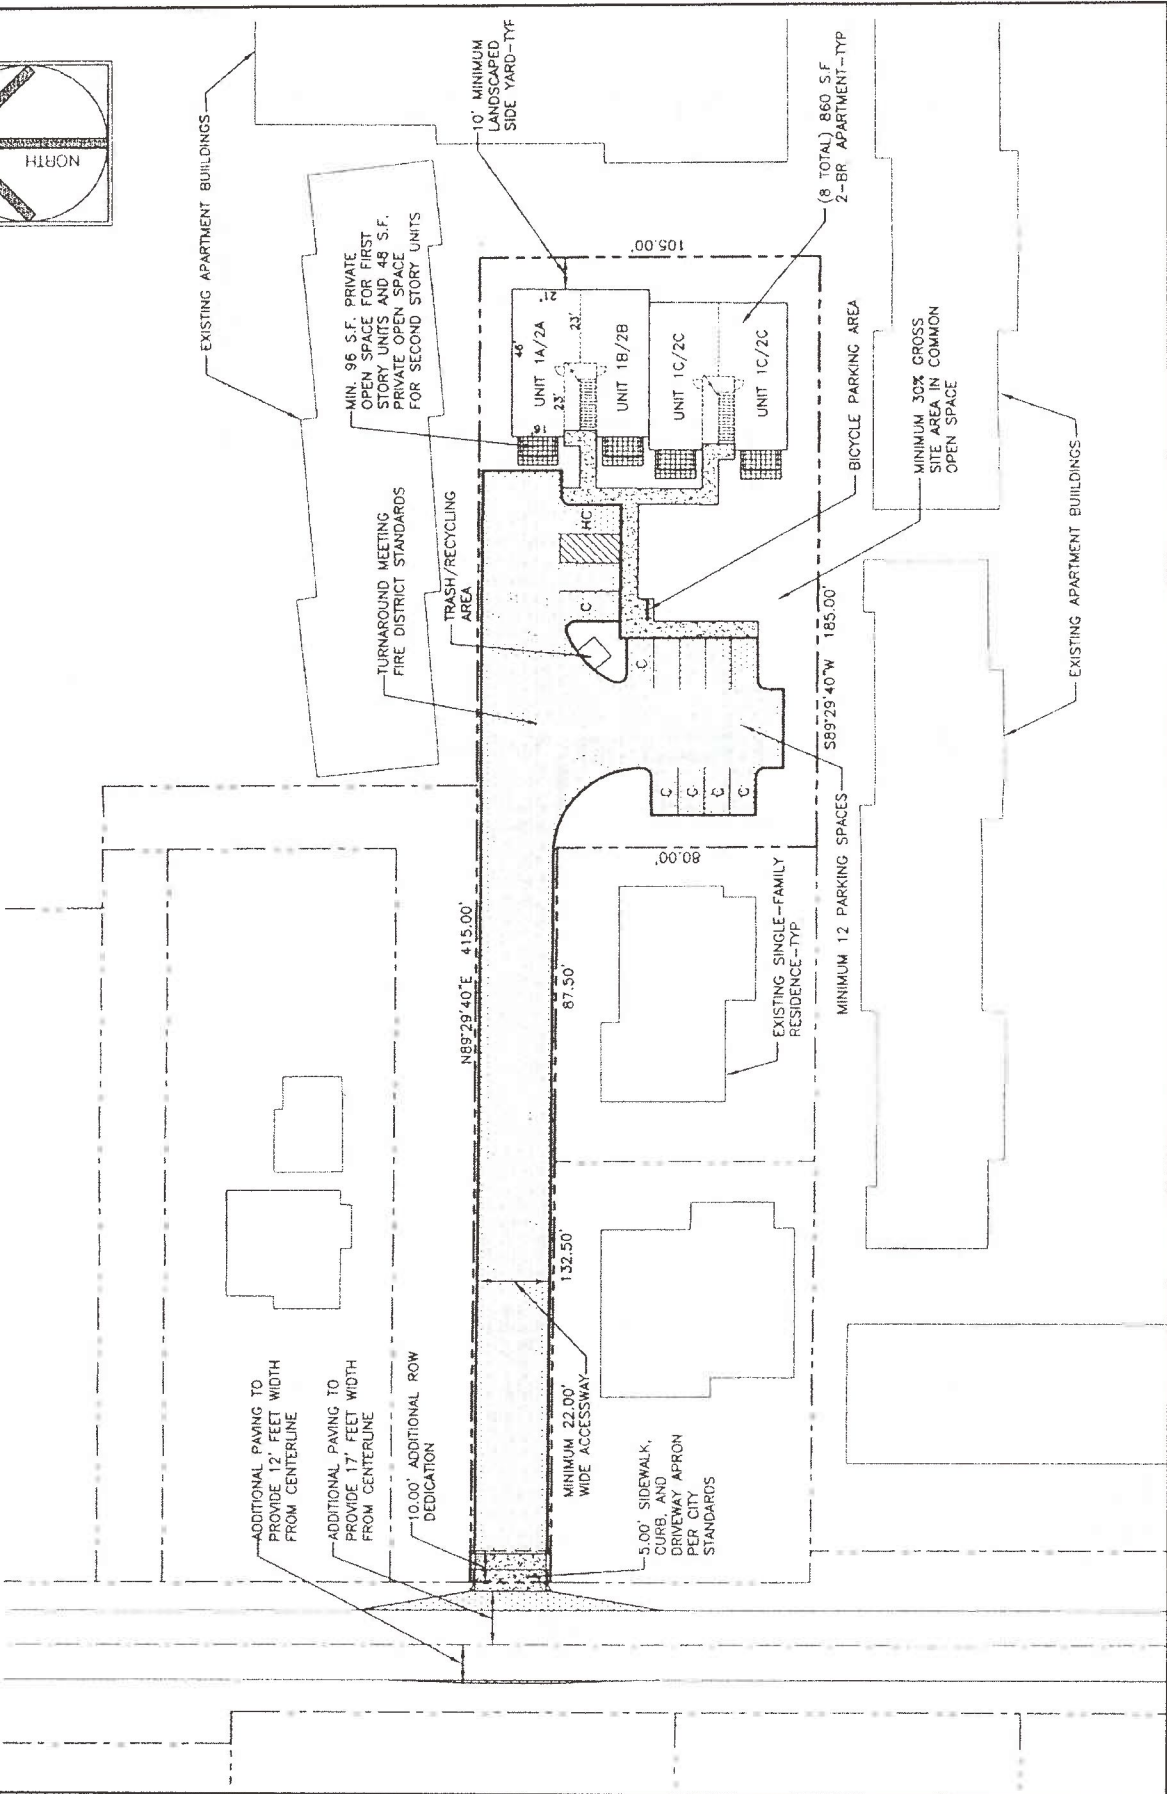 NORTH
EXISTING APARTMENT BUILDINGS
10' MINIMUM
LANDSCAPED
SIDE YARD-TYP
MIN. 96 S.F. PRIVATE
OPEN SPACE FOR FIRST
STORY UNITS AND 48 S.F.
PRIVATE OPEN SPACE
FOR SECOND STORY UNITS
TURNAROUND MEETING
FIRE DISTRICT STANDARDS
TRASH/RECYCLING
AREA
ADDITIONAL PAVING TO
PROVIDE 12' FEET WIDTH
FROM CENTERLINE
ADDITIONAL PAVING TO
PROVIDE 17' FEET WIDTH
FROM CENTERLINE
10.00' ADDITIONAL ROW
DEDICATION
N89°29'40"E 415.00'
105.00'
46'
21'
UNIT 1A/2A
16'
23'
23'
UNIT 1B/2B
UNIT 1C/2C
UNIT 1C/2C
(8 TOTAL) 860 S.F
2-BR APARTMENT-TYP
HC
C
C
C
C
C
C
132.50'
87.50'
80.00'
MINIMUM 22.00'
WIDE ACCESSWAY
5.00' SIDEWALK,
CURB, AND
DRIVEWAY APRON
PER CITY
STANDARDS
EXISTING SINGLE-FAMILY
RESIDENCE-TYP
S89°29'40"W 185.00'
BICYCLE PARKING AREA
MINIMUM 12 PARKING SPACES
MINIMUM 30% GROSS
SITE AREA IN COMMON
OPEN SPACE
EXISTING APARTMENT BUILDINGS